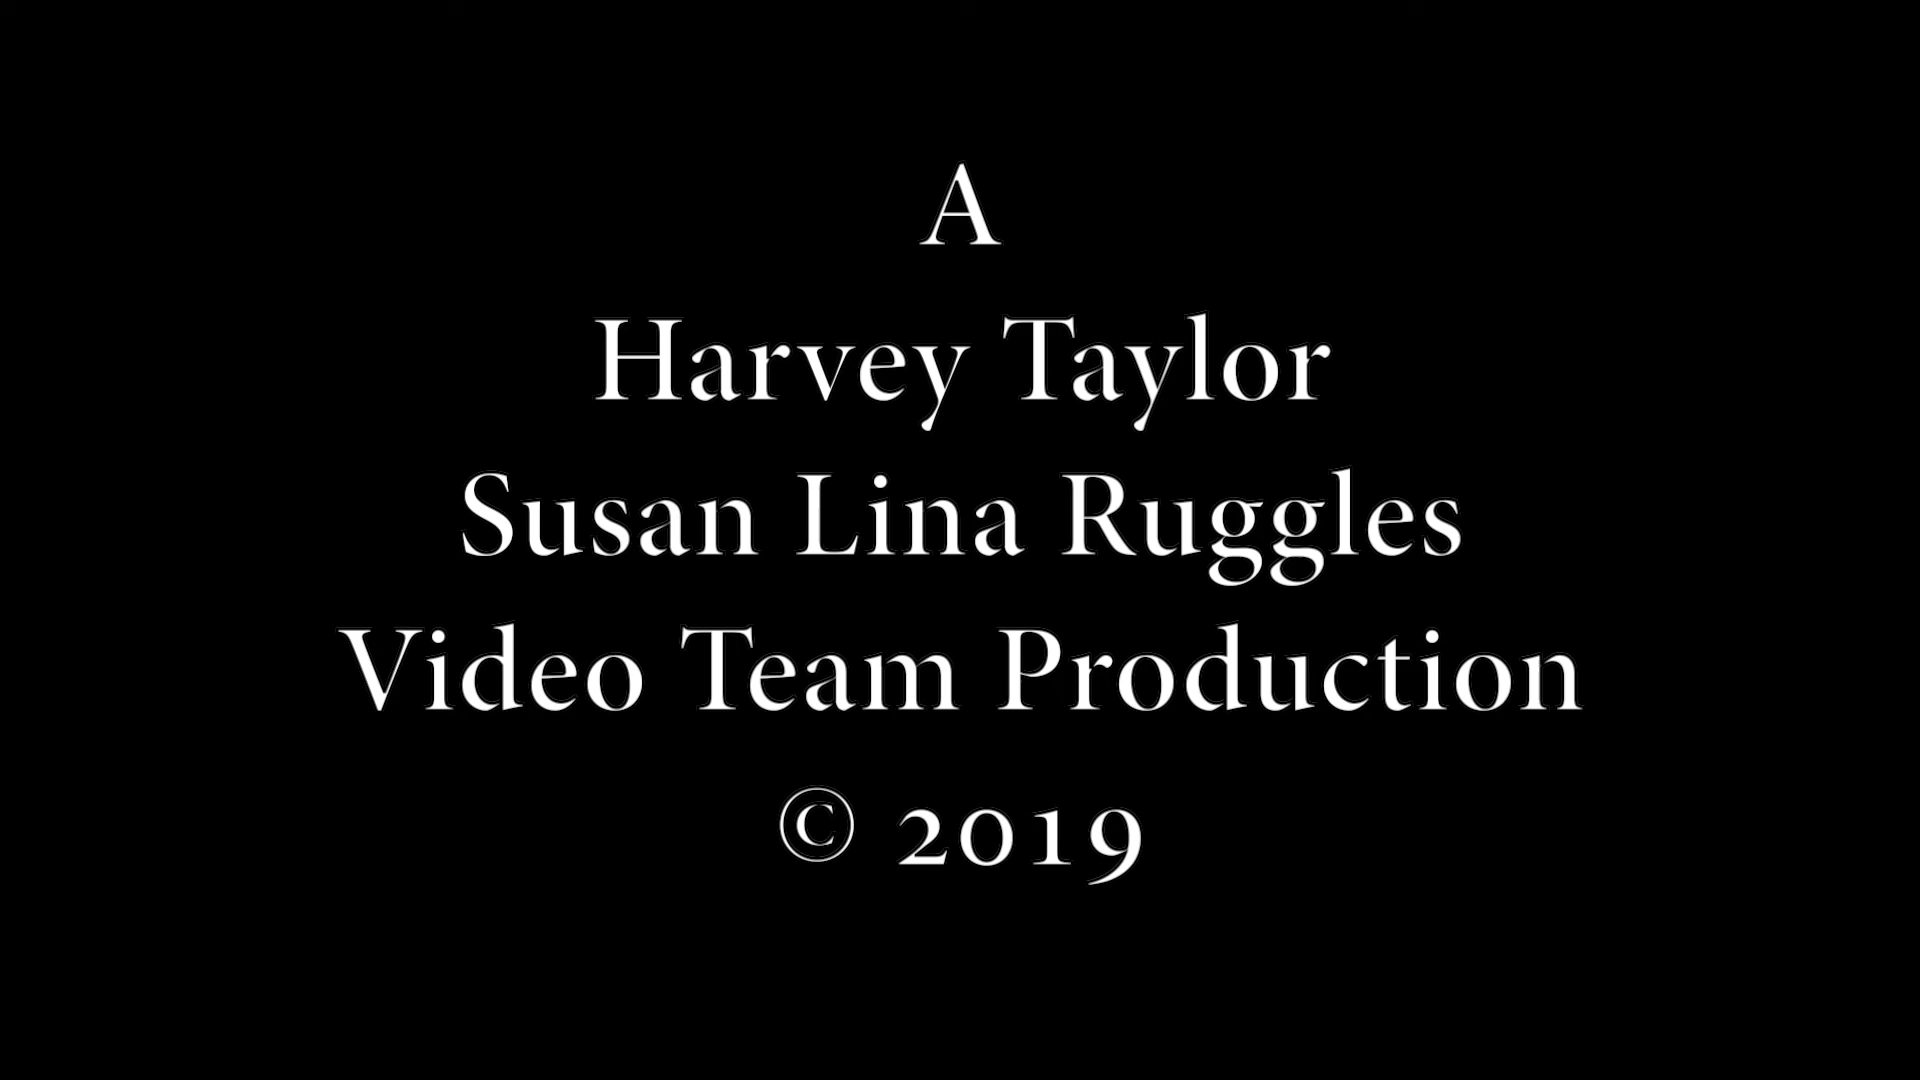 A
Harvey Taylor
Susan Lina Ruggles
Video Team Production
© 2019